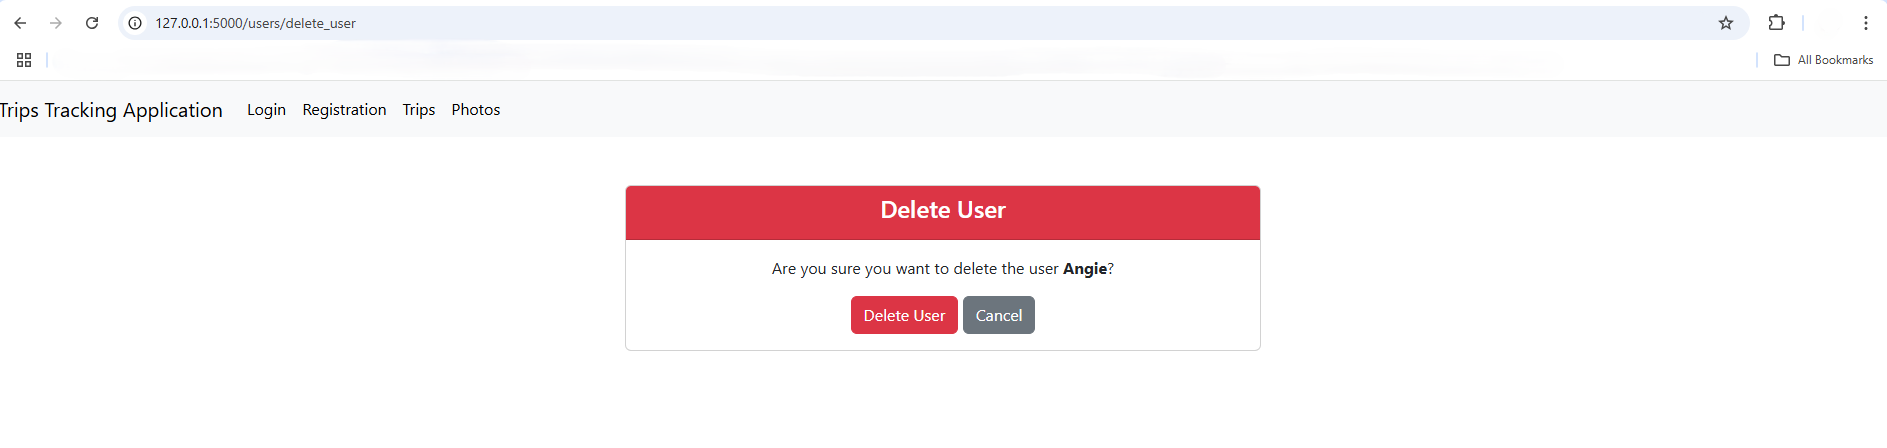 127.0.0.1:5000/users/delete_user
All Bookmarks
Trips Tracking Application Login Registration Trips Photos
Delete User
Are you sure you want to delete the user Angie?
Delete User Cancel